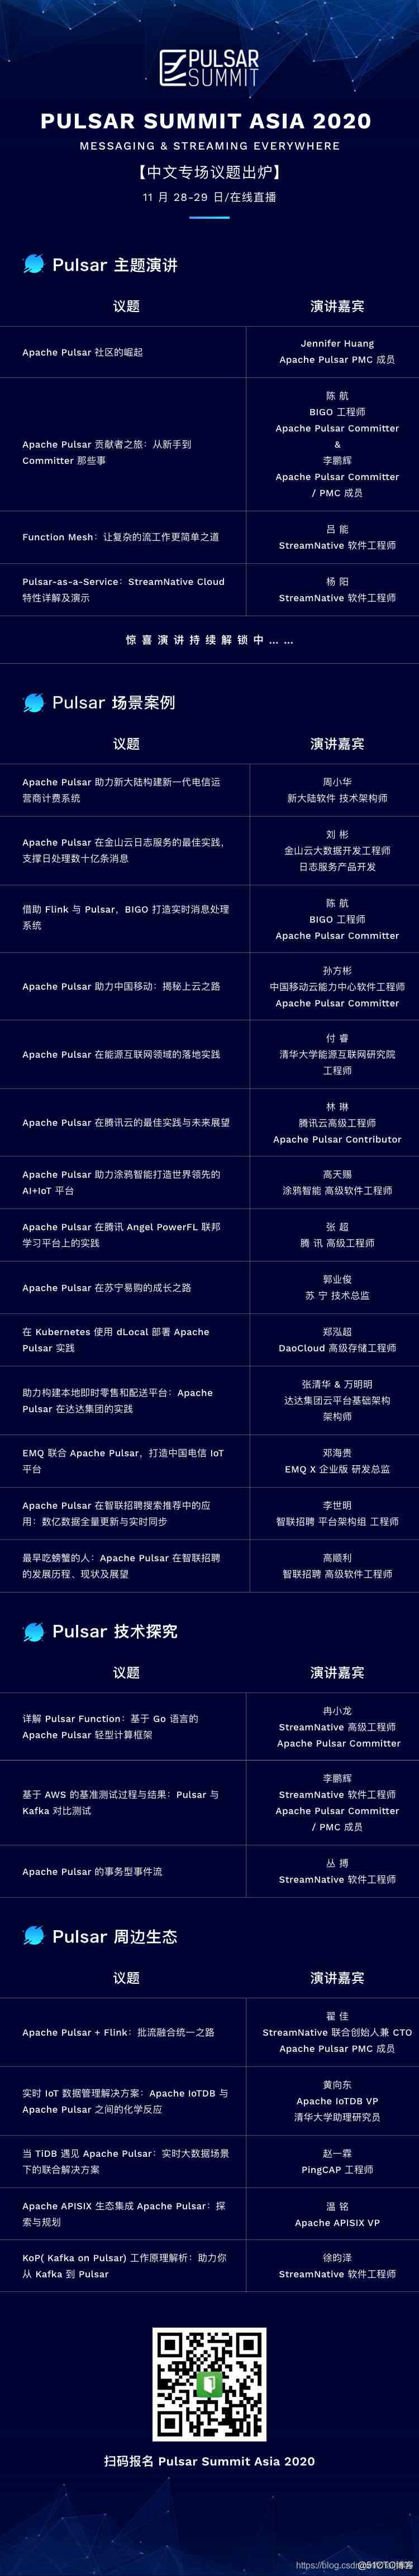 PULSAR
SUMMIT
PULSAR SUMMIT ASIA 2020
MESSAGING & STREAMING EVERYWHERE
【中文专场议题出炉】
11 月 28-29 日/在线直播
Pulsar 主题演讲
议题
演讲嘉宾
Apache Pulsar 社区的崛起
Jennifer Huang
Apache Pulsar PMC 成员
Apache Pulsar 贡献者之旅：从新手到
Committer 那些事
陈 航
BIGO 工程师
Apache Pulsar Committer
&
李鹏辉
Apache Pulsar Committer
/ PMC 成员
Function Mesh：让复杂的流工作更简单之道
吕 能
StreamNative 软件工程师
Pulsar-as-a-Service：StreamNative Cloud
特性详解及演示
杨 阳
StreamNative 软件工程师
惊 喜 演 讲 持 续 解 锁 中 ... ...
Pulsar 场景案例
议题
演讲嘉宾
Apache Pulsar 助力新大陆构建新一代电信运
营商计费系统
周小华
新大陆软件 技术架构师
Apache Pulsar 在金山云日志服务的最佳实践，
支撑日处理数十亿条消息
刘 彬
金山云大数据开发工程师
日志服务产品开发
借助 Flink 与 Pulsar，BIGO 打造实时消息处理
系统
陈 航
BIGO 工程师
Apache Pulsar Committer
Apache Pulsar 助力中国移动：揭秘上云之路
孙方彬
中国移动云能力中心软件工程师
Apache Pulsar Committer
Apache Pulsar 在能源互联网领域的落地实践
付 睿
清华大学能源互联网研究院
工程师
Apache Pulsar 在腾讯云的最佳实践与未来展望
林 琳
腾讯云高级工程师
Apache Pulsar Contributor
Apache Pulsar 助力涂鸦智能打造世界领先的
AI+IoT 平台
高天赐
涂鸦智能 高级软件工程师
Apache Pulsar 在腾讯 Angel PowerFL 联邦
学习平台上的实践
张 超
腾 讯 高级工程师
Apache Pulsar 在苏宁易购的成长之路
郭业俊
苏 宁 技术总监
在 Kubernetes 使用 dLocal 部署 Apache
Pulsar 实践
郑泓超
DaoCloud 高级存储工程师
助力构建本地即时零售和配送平台：Apache
Pulsar 在达达集团的实践
张清华 & 万明明
达达集团云平台基础架构
架构师
EMQ 联合 Apache Pulsar，打造中国电信 IoT
平台
邓海贵
EMQ X 企业版 研发总监
Apache Pulsar 在智联招聘搜索推荐中的应
用：数亿数据全量更新与实时同步
李世明
智联招聘 平台架构组 工程师
最早吃螃蟹的人：Apache Pulsar 在智联招聘
的发展历程、现状及展望
高顺利
智联招聘 高级软件工程师
Pulsar 技术探究
议题
演讲嘉宾
详解 Pulsar Function：基于 Go 语言的
Apache Pulsar 轻型计算框架
冉小龙
StreamNative 高级工程师
Apache Pulsar Committer
基于 AWS 的基准测试过程与结果：Pulsar 与
Kafka 对比测试
李鹏辉
StreamNative 软件工程师
Apache Pulsar Committer
/ PMC 成员
Apache Pulsar 的事务型事件流
丛 搏
StreamNative 软件工程师
Pulsar 周边生态
议题
演讲嘉宾
Apache Pulsar + Flink：批流融合统一之路
翟 佳
StreamNative 联合创始人兼 CTO
Apache Pulsar PMC 成员
实时 IoT 数据管理解决方案：Apache IoTDB 与
Apache Pulsar 之间的化学反应
黄向东
Apache IoTDB VP
清华大学助理研究员
当 TiDB 遇见 Apache Pulsar：实时大数据场景
下的联合解决方案
赵一霖
PingCAP 工程师
Apache APISIX 生态集成 Apache Pulsar：探
索与规划
温 铭
Apache APISIX VP
KoP( Kafka on Pulsar) 工作原理解析：助力你
从 Kafka 到 Pulsar
徐昀泽
StreamNative 软件工程师
扫码报名 Pulsar Summit Asia 2020
@51CTO博客